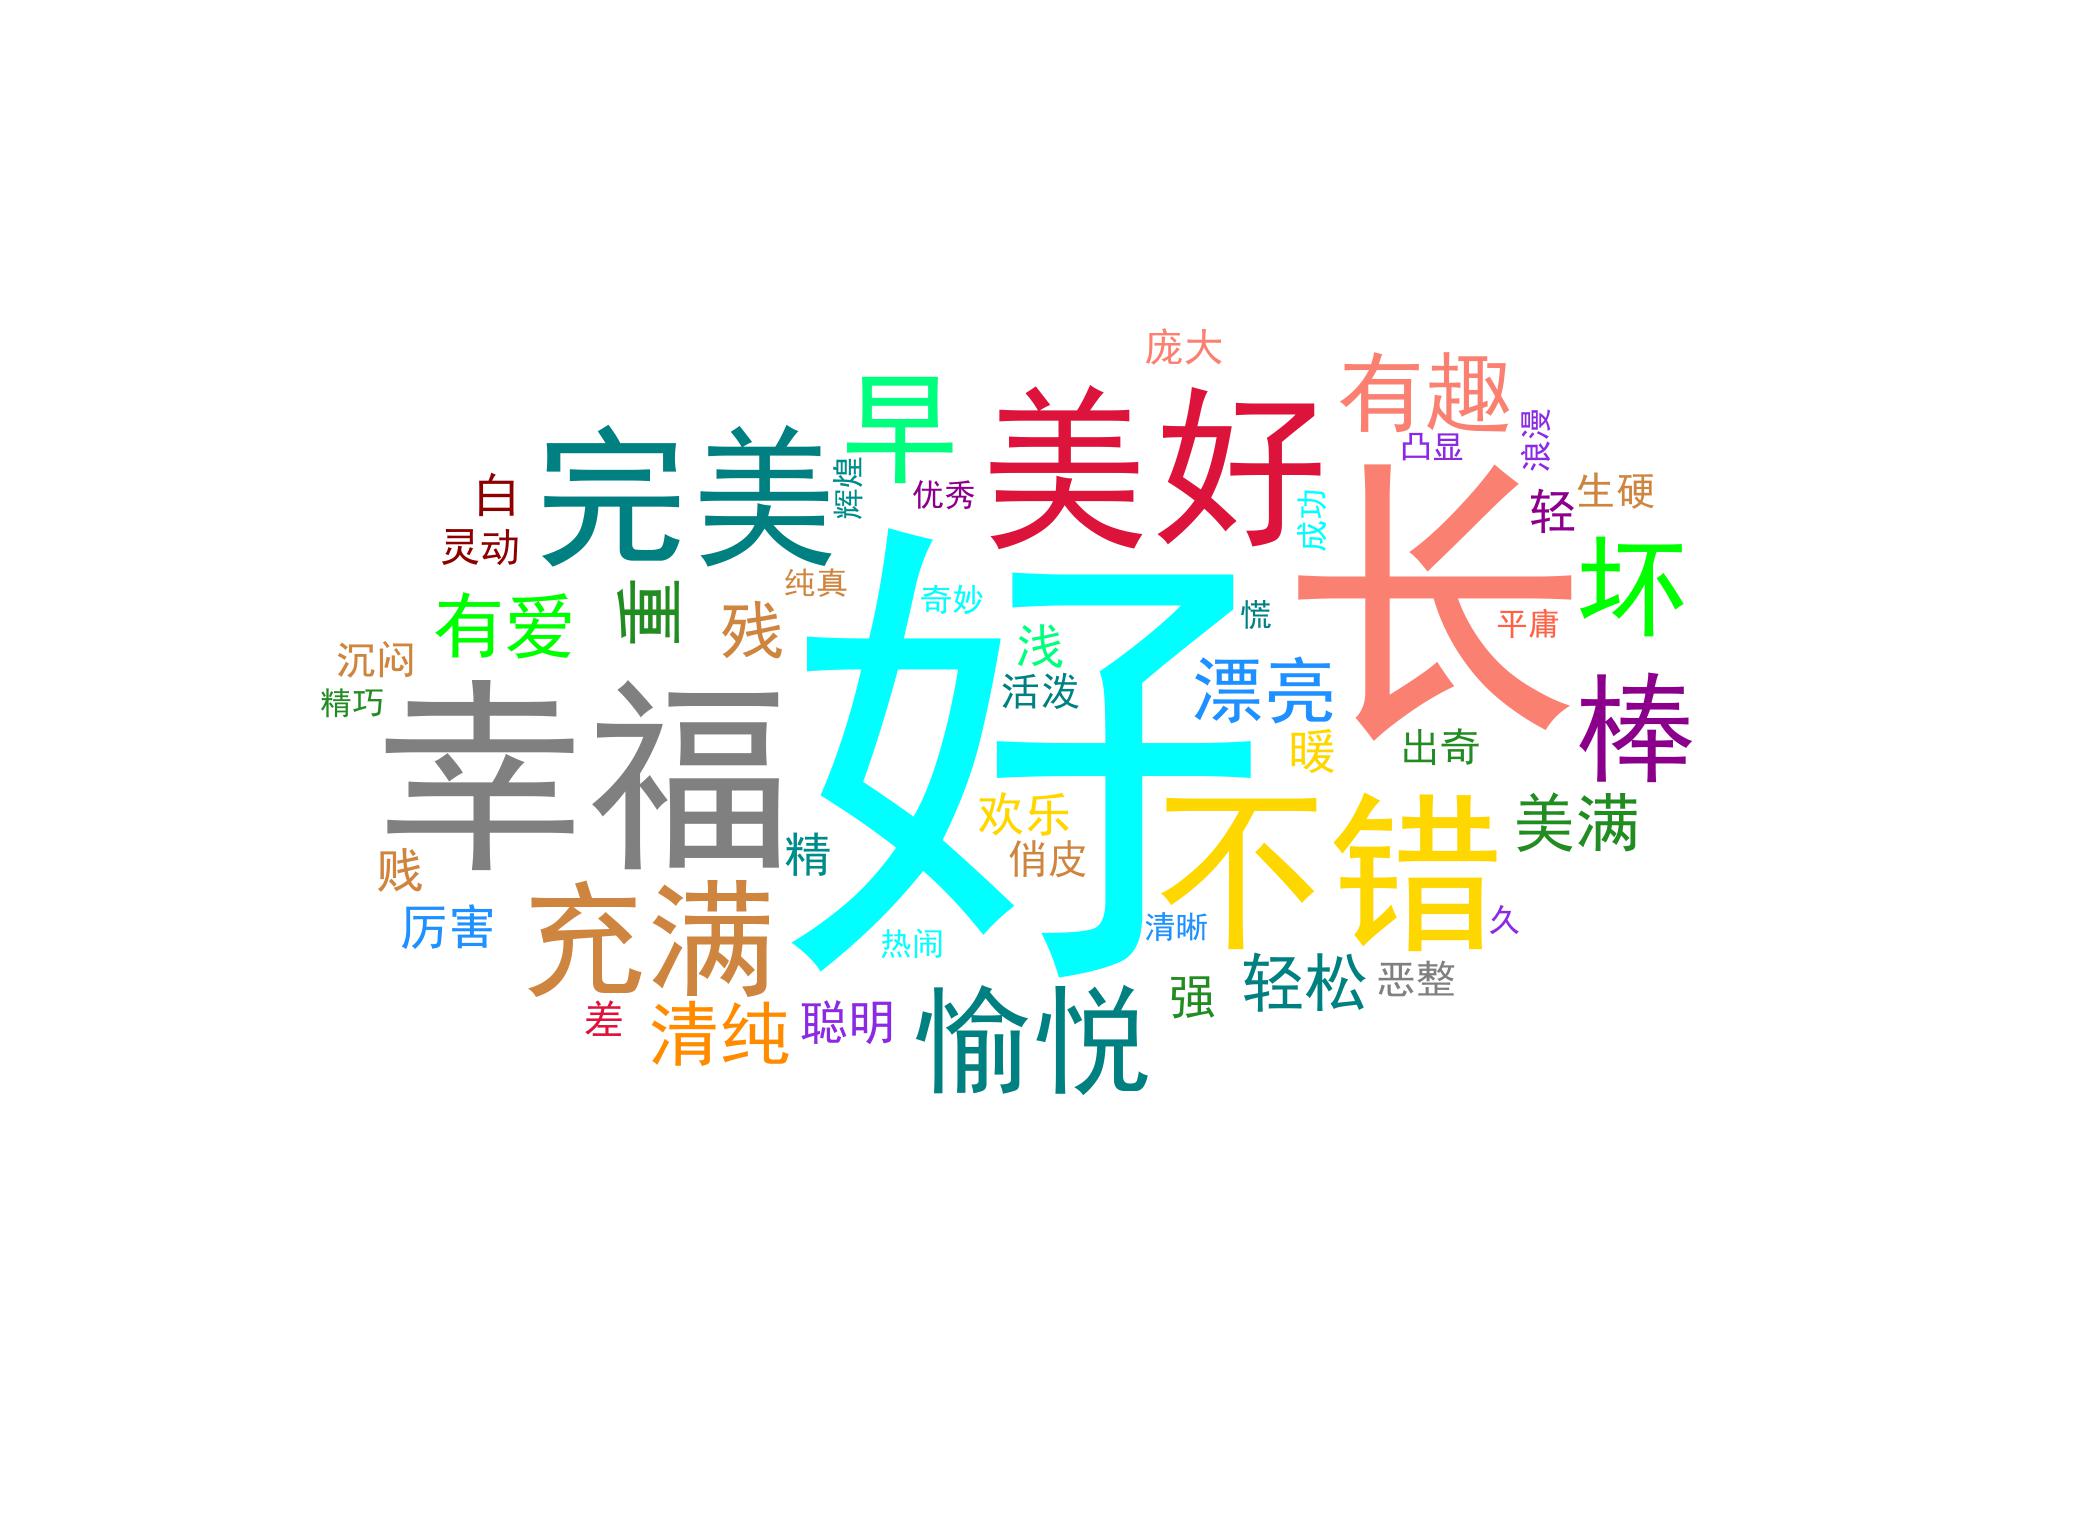 庞大
有趣
早
美好
完美
浪漫
凸显
辉煌
优秀
白
成功
轻
生硬
长
灵动
好
坏
纯真
奇妙
慌
有爱
重
残
平庸
浅
沉闷
活泼
漂亮
精巧
幸福
暖
出奇
棒
欢乐
不错
美满
精
俏皮
贱
充满
厉害
清晰
久
热闹
轻松
恶整
强
差
清纯
聪明
愉悦